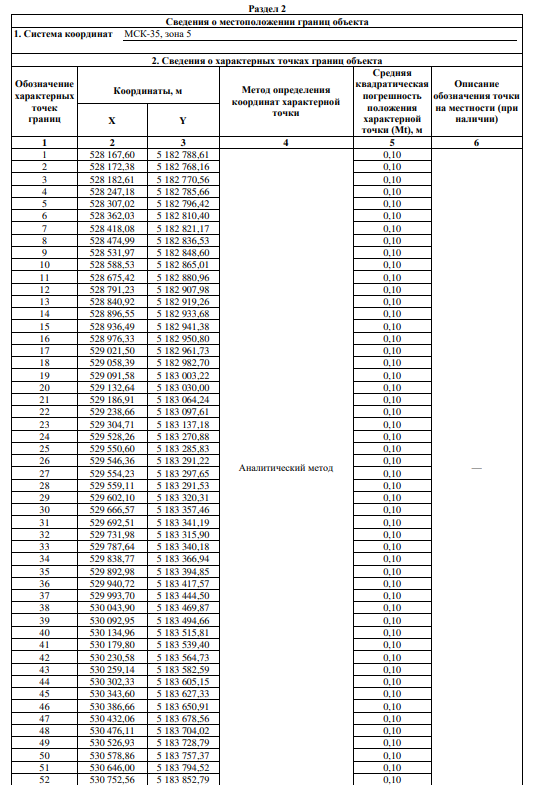 Раздел 2
Сведения о местоположении границ объекта
1. Система координат МСК-35, зона 5
2. Сведения о характерных точках границ объекта
Обозначение характерных точек границ
Координаты, м
Метод определения координат характерной точки
Средняя квадратическая погрешность положения характерной точки (Mt), м
Описание обозначения точки на местности (при наличии)
X Y
1 2 3 4 5 6
1 528 167,60 5 182 788,61 0,10
2 528 172,38 5 182 768,16 0,10
3 528 182,61 5 182 770,56 0,10
4 528 247,18 5 182 785,66 0,10
5 528 307,02 5 182 796,42 0,10
6 528 362,03 5 182 810,40 0,10
7 528 418,08 5 182 821,17 0,10
8 528 474,99 5 182 836,53 0,10
9 528 531,97 5 182 848,60 0,10
10 528 588,53 5 182 865,01 0,10
11 528 675,42 5 182 880,96 0,10
12 528 791,23 5 182 907,98 0,10
13 528 840,92 5 182 919,26 0,10
14 528 896,55 5 182 933,68 0,10
15 528 936,49 5 182 941,38 0,10
16 528 976,33 5 182 950,80 0,10
17 529 021,50 5 182 961,73 0,10
18 529 058,39 5 182 982,70 0,10
19 529 091,58 5 183 003,22 0,10
20 529 132,64 5 183 030,00 0,10
21 529 186,91 5 183 064,24 0,10
22 529 238,66 5 183 097,61 0,10
23 529 304,71 5 183 137,18 0,10
24 529 528,26 5 183 270,88 0,10
25 529 550,60 5 183 285,83 0,10
26 529 546,36 5 183 291,22 0,10
27 529 554,23 5 183 297,65 Аналитический метод 0,10 —
28 529 559,11 5 183 291,53 0,10
29 529 602,10 5 183 320,31 0,10
30 529 666,57 5 183 357,46 0,10
31 529 692,51 5 183 341,19 0,10
32 529 731,98 5 183 315,90 0,10
33 529 787,64 5 183 340,18 0,10
34 529 838,77 5 183 366,94 0,10
35 529 892,98 5 183 394,85 0,10
36 529 940,72 5 183 417,57 0,10
37 529 993,70 5 183 444,50 0,10
38 530 043,90 5 183 469,87 0,10
39 530 092,95 5 183 494,66 0,10
40 530 134,96 5 183 515,81 0,10
41 530 179,80 5 183 539,40 0,10
42 530 230,58 5 183 564,73 0,10
43 530 259,14 5 183 582,59 0,10
44 530 302,33 5 183 605,15 0,10
45 530 343,60 5 183 627,33 0,10
46 530 386,66 5 183 650,91 0,10
47 530 432,06 5 183 678,56 0,10
48 530 476,11 5 183 704,02 0,10
49 530 526,93 5 183 728,79 0,10
50 530 578,86 5 183 757,37 0,10
51 530 646,00 5 183 794,52 0,10
52 530 752,56 5 183 852,79 0,10